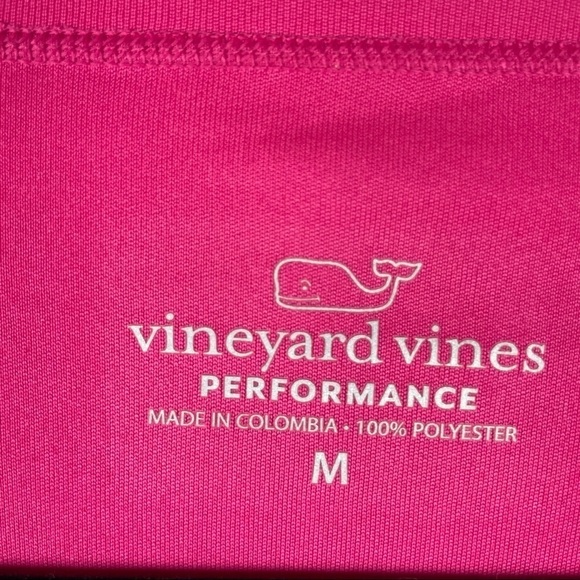 vineyard vines
PERFORMANCE
MADE IN COLOMBIA • 100% POLYESTER
M